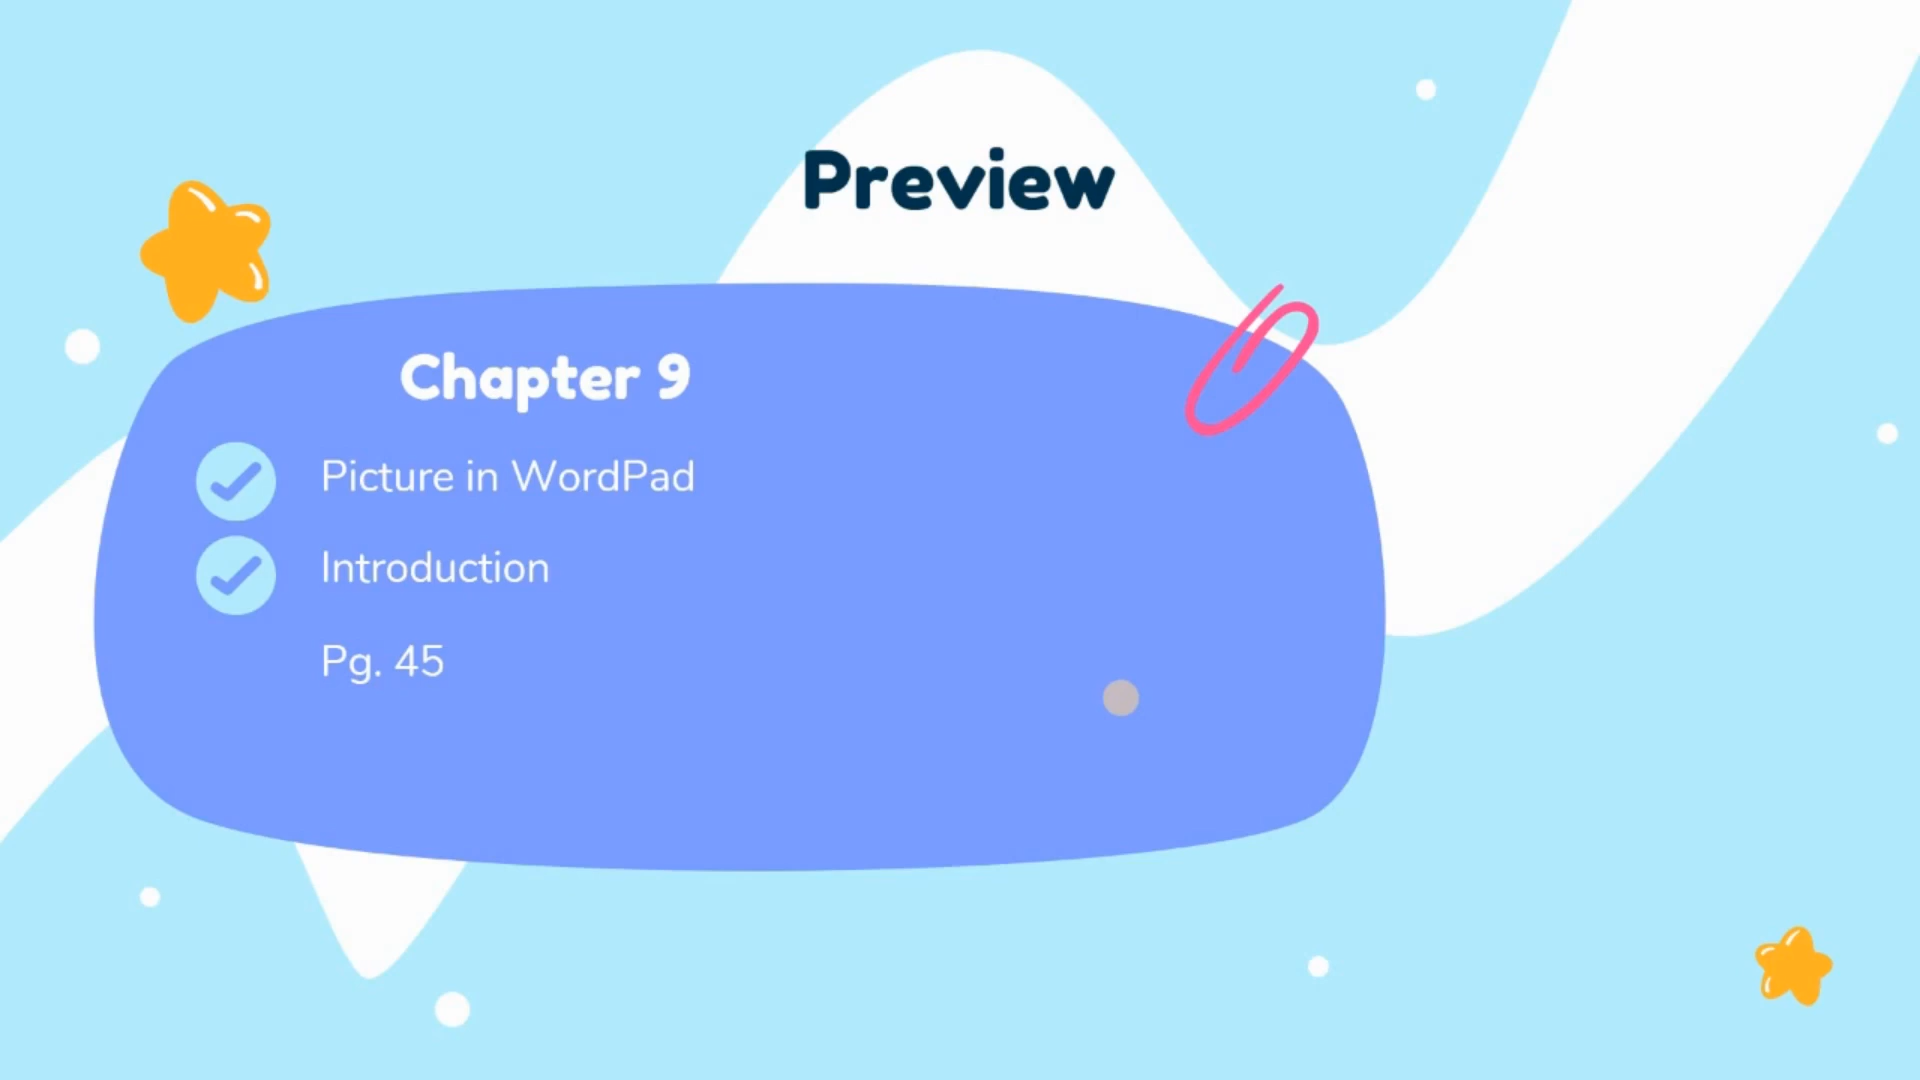 Preview
Chapter 9
Picture in WordPad
Introduction
Pg. 45